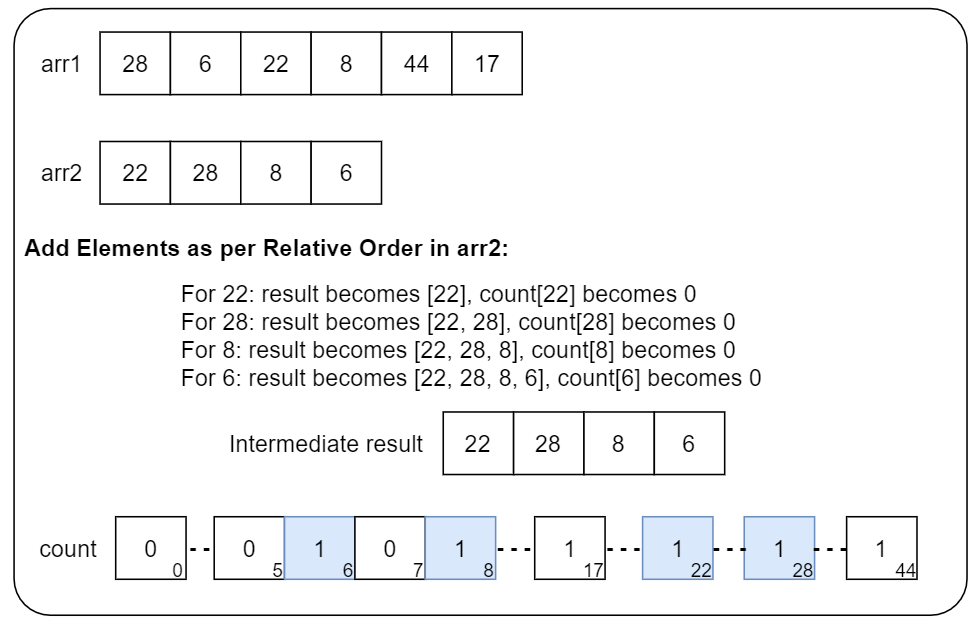 arr1 28 6 22 8 44 17
arr2 22 28 8 6
Add Elements as per Relative Order in arr2:
For 22: result becomes [22], count[22] becomes 0
For 28: result becomes [22, 28], count[28] becomes 0
For 8: result becomes [22, 28, 8], count[8] becomes 0
For 6: result becomes [22, 28, 8, 6], count[6] becomes 0
Intermediate result 22 28 8 6
count 0 0 1 0 1 1 1 1 1
0 5 6 7 8 17 22 28 44